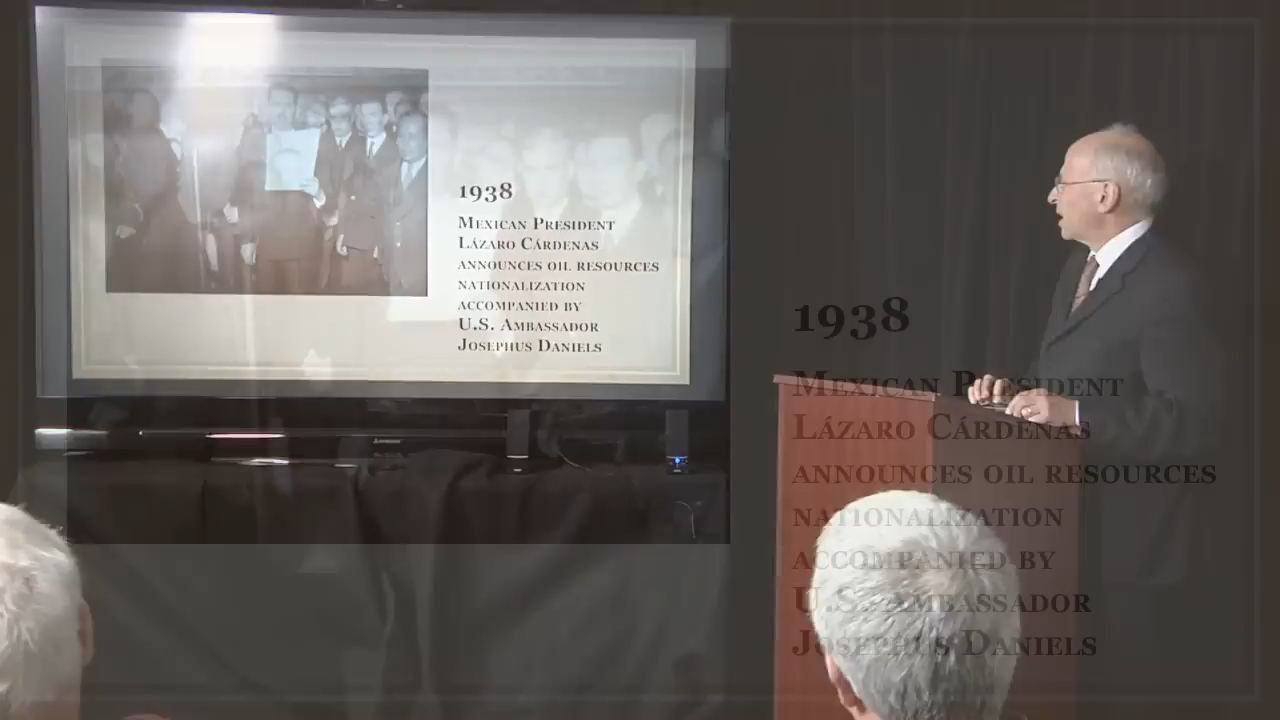 1938
Mexican President
Lázaro Cárdenas
announces oil resources
nationalization
accompanied by
U.S. Ambassador
Josephus Daniels
1938
Mexican President
Lázaro Cárdenas
announces oil resources
nationalization
accompanied by
U.S. Ambassador
Josephus Daniels